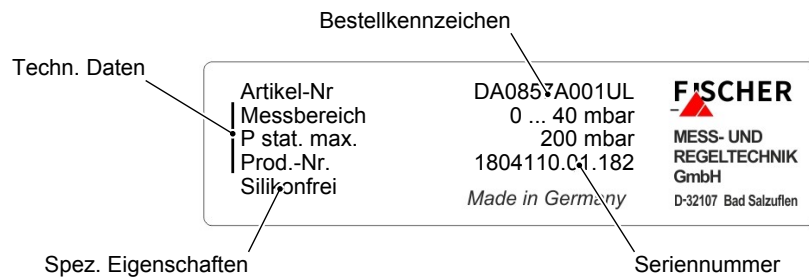 Bestellkennzeichen
Techn. Daten
Artikel-Nr DA0857A001UL
Messbereich 0 ... 40 mbar
P stat. max. 200 mbar
Prod.-Nr. 1804110.01.182
Silikonfrei
Made in Germany
FISCHER
MESS- UND
REGELTECHNIK
GmbH
D-32107 Bad Salzuflen
Spez. Eigenschaften
Seriennummer